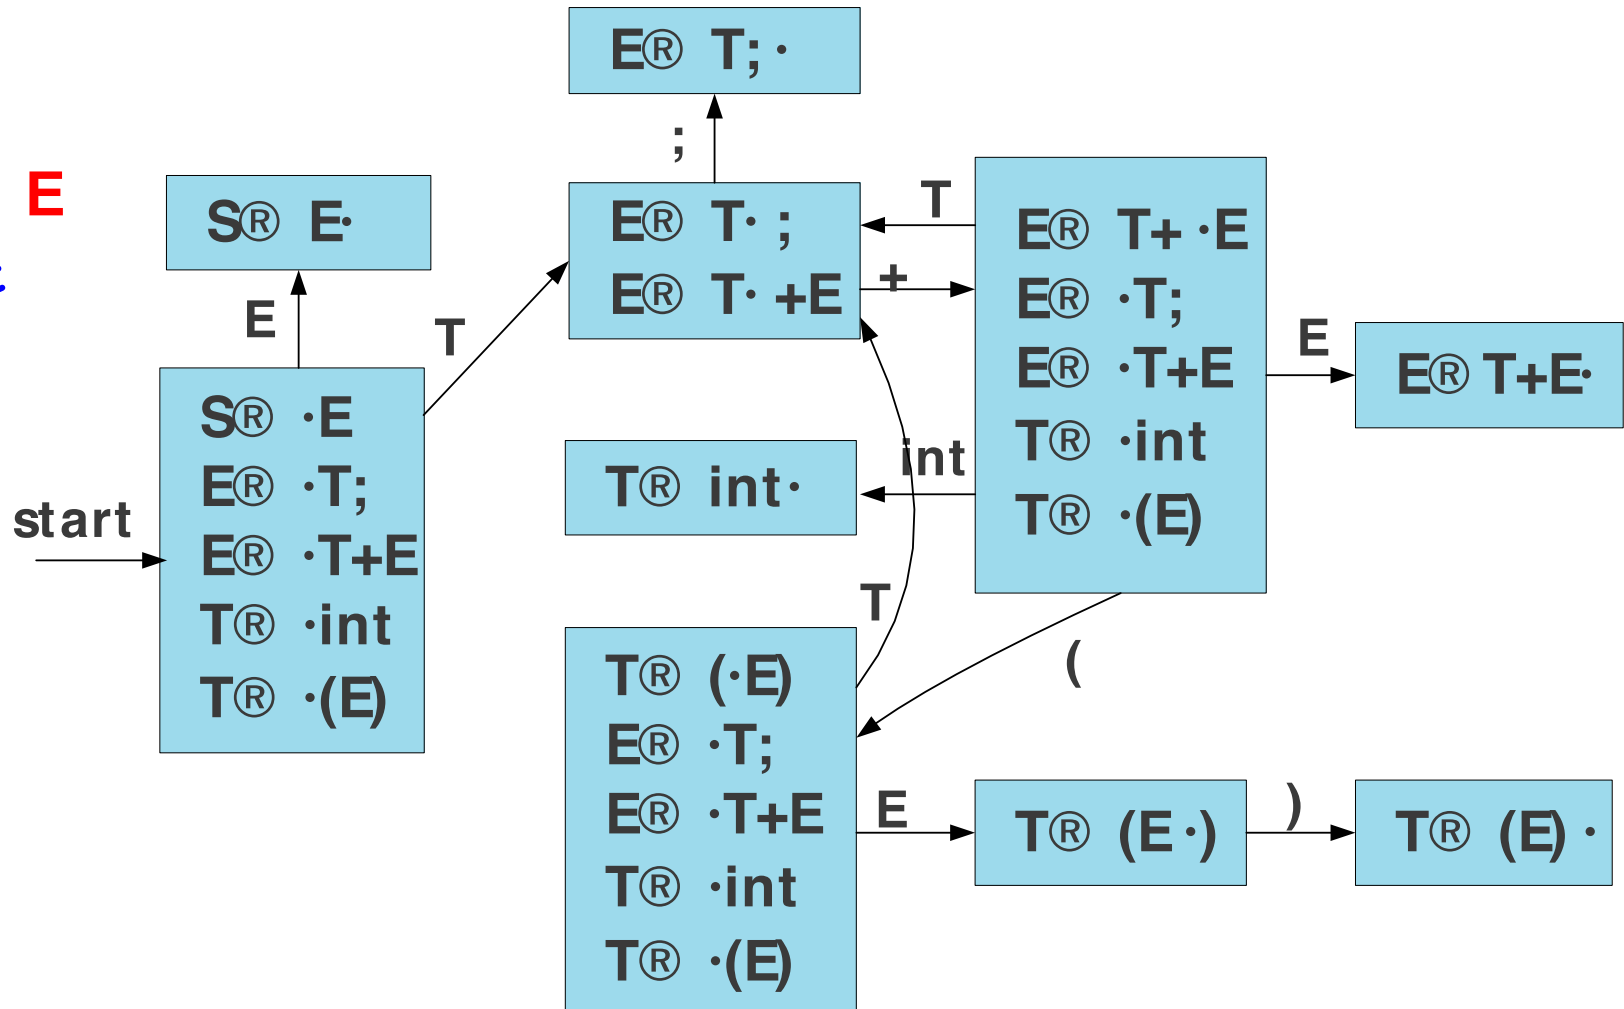 E® T; ·
;
E
S® E·
E® T· ;
E® T· +E
T
+
E® T+ ·E
E® ·T;
E® ·T+E
T® ·int
T® ·(E)
E
T
E
E® T+E·
start
S® ·E
E® ·T;
E® ·T+E
T® ·int
T® ·(E)
T® int·
int
T
(
T® (·E)
E® ·T;
E® ·T+E
T® ·int
T® ·(E)
E
T® (E ·)
)
T® (E) ·